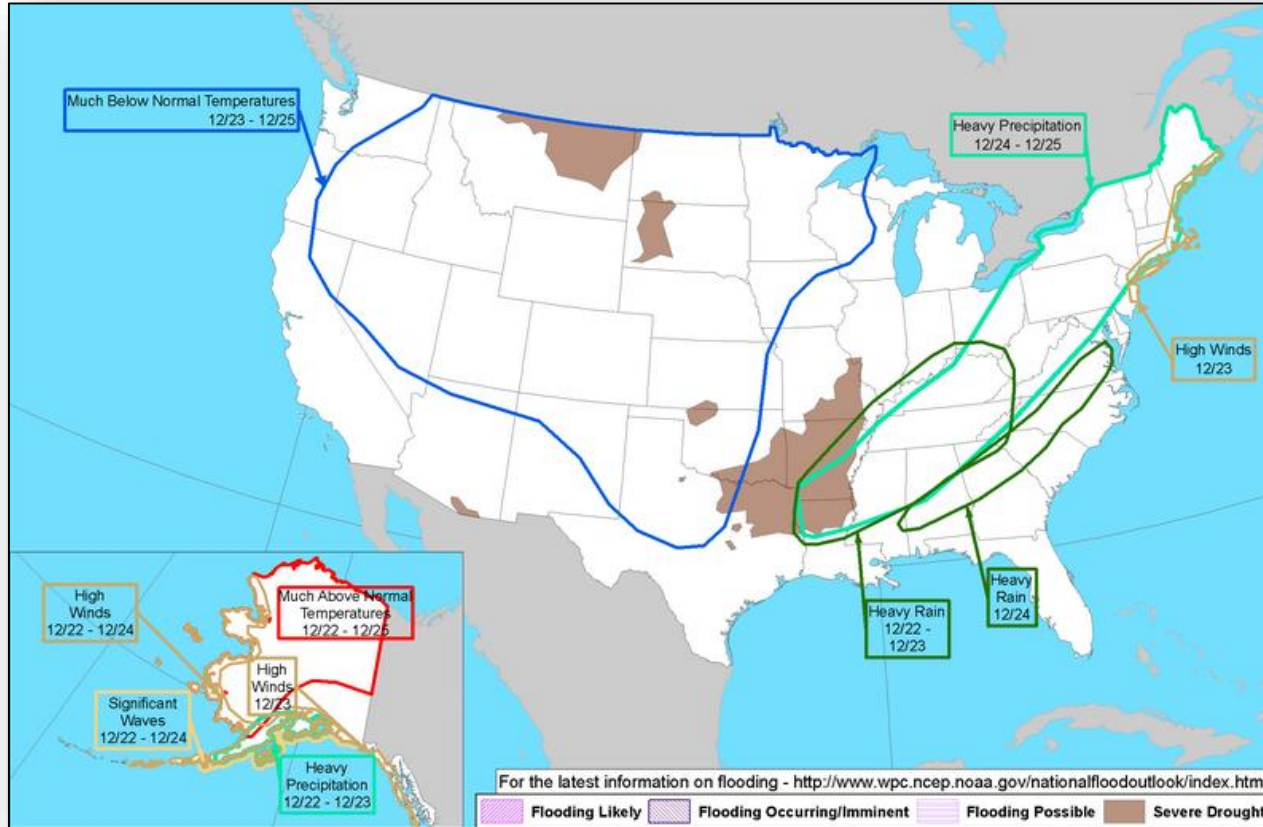 Much Below Normal Temperatures
12/23 - 12/25
Heavy Precipitation
12/24 - 12/25
High Winds
12/23
Heavy
Rain
12/24
Heavy Rain
12/22 -
12/23
High
Winds
12/22 - 12/24
Much Above Normal
Temperatures
12/22 - 12/25
High
Winds
12/23
Significant
Waves
12/22 - 12/24
Heavy
Precipitation
12/22 - 12/23
For the latest information on flooding - http://www.wpc.ncep.noaa.gov/nationalfloodoutlook/index.htm
Flooding Likely
Flooding Occurring/Imminent
Flooding Possible
Severe Drought